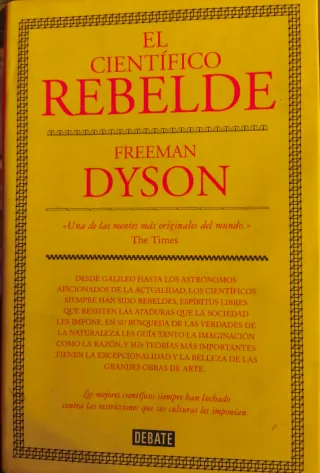 EL
CIENTÍFICO
REBELDE
FREEMAN
DYSON
«Una de las mentes más originales del mundo.»
The Times
DESDE GALILEO HASTA LOS ASTRÓNOMOS
AFICIONADOS DE LA ACTUALIDAD, LOS CIENTÍFICOS
SIEMPRE HAN SIDO REBELDES, ESPÍRITUS LIBRES
QUE RESISTEN LAS ATADURAS QUE LA SOCIEDAD
LES IMPONE. EN SU BÚSQUEDA DE LAS VERDADES DE
LA NATURALEZA LES GUÍA TANTO LA IMAGINACIÓN
COMO LA RAZÓN, Y SUS TEORÍAS MÁS IMPORTANTES
TIENEN LA EXCEPCIONALIDAD Y LA BELLEZA DE LAS
GRANDES OBRAS DE ARTE.
Los mejores científicos siempre han luchado
contra las restricciones que sus culturas les imponían.
DEBATE